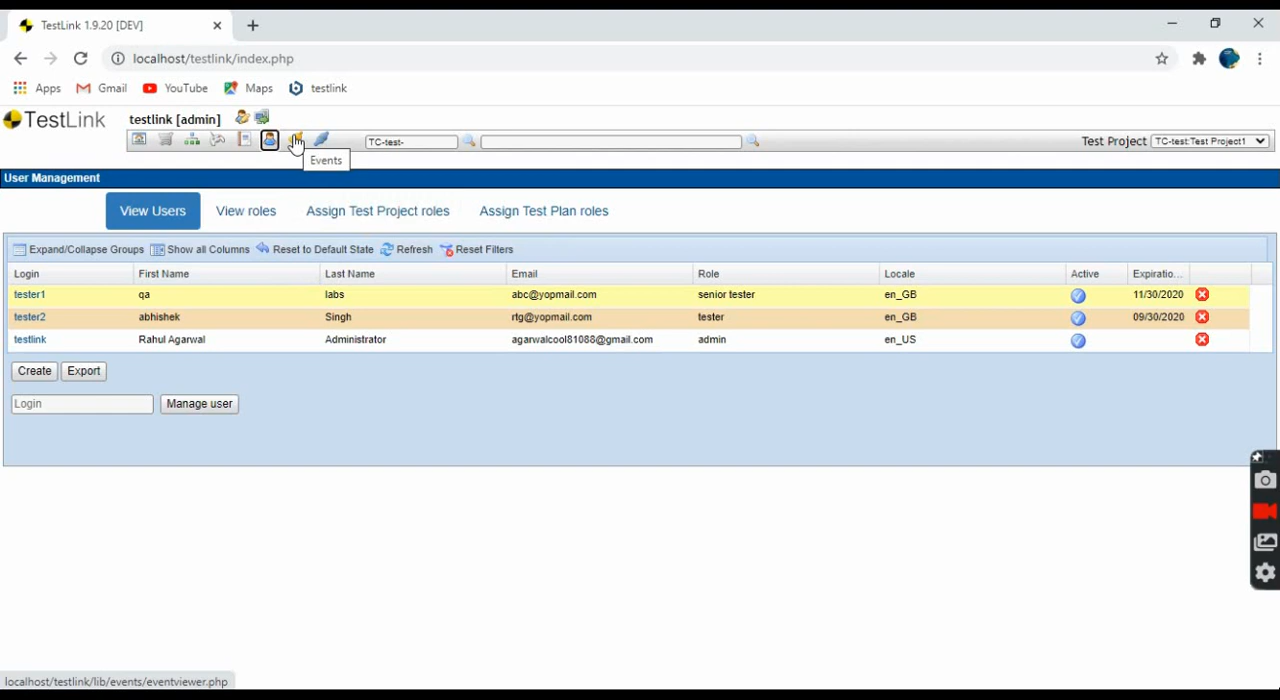 TestLink 1.9.20 [DEV]
localhost/testlink/index.php
Apps Gmail YouTube Maps testlink
TestLink testlink [admin]
TC-test- Test Project TC-test:Test Project1
Events
User Management
View Users View roles Assign Test Project roles Assign Test Plan roles
Expand/Collapse Groups Show all Columns Reset to Default State Refresh Reset Filters
Login First Name Last Name Email Role Locale Active Expiratio...
tester1 qa labs abc@yopmail.com senior tester en_GB 11/30/2020
tester2 abhishek Singh rtg@yopmail.com tester en_GB 09/30/2020
testlink Rahul Agarwal Administrator agarwalcool81088@gmail.com admin en_US
Create Export
Login Manage user
localhost/testlink/lib/events/eventviewer.php